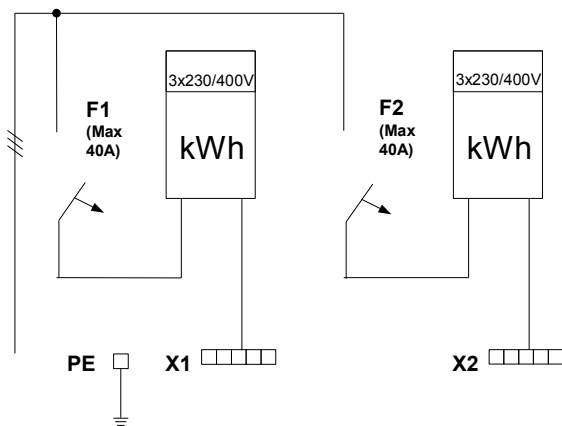 3x230/400V
F1
(Max
40A)
kWh
3x230/400V
F2
(Max
40A)
kWh
PE
X1
X2